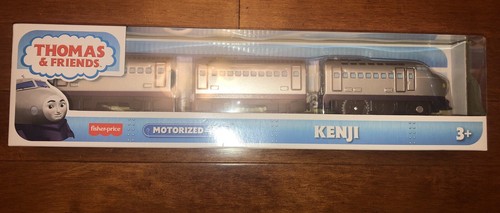 THOMAS
& FRIENDS
fisher-price
MOTORIZED
KENJI
3+